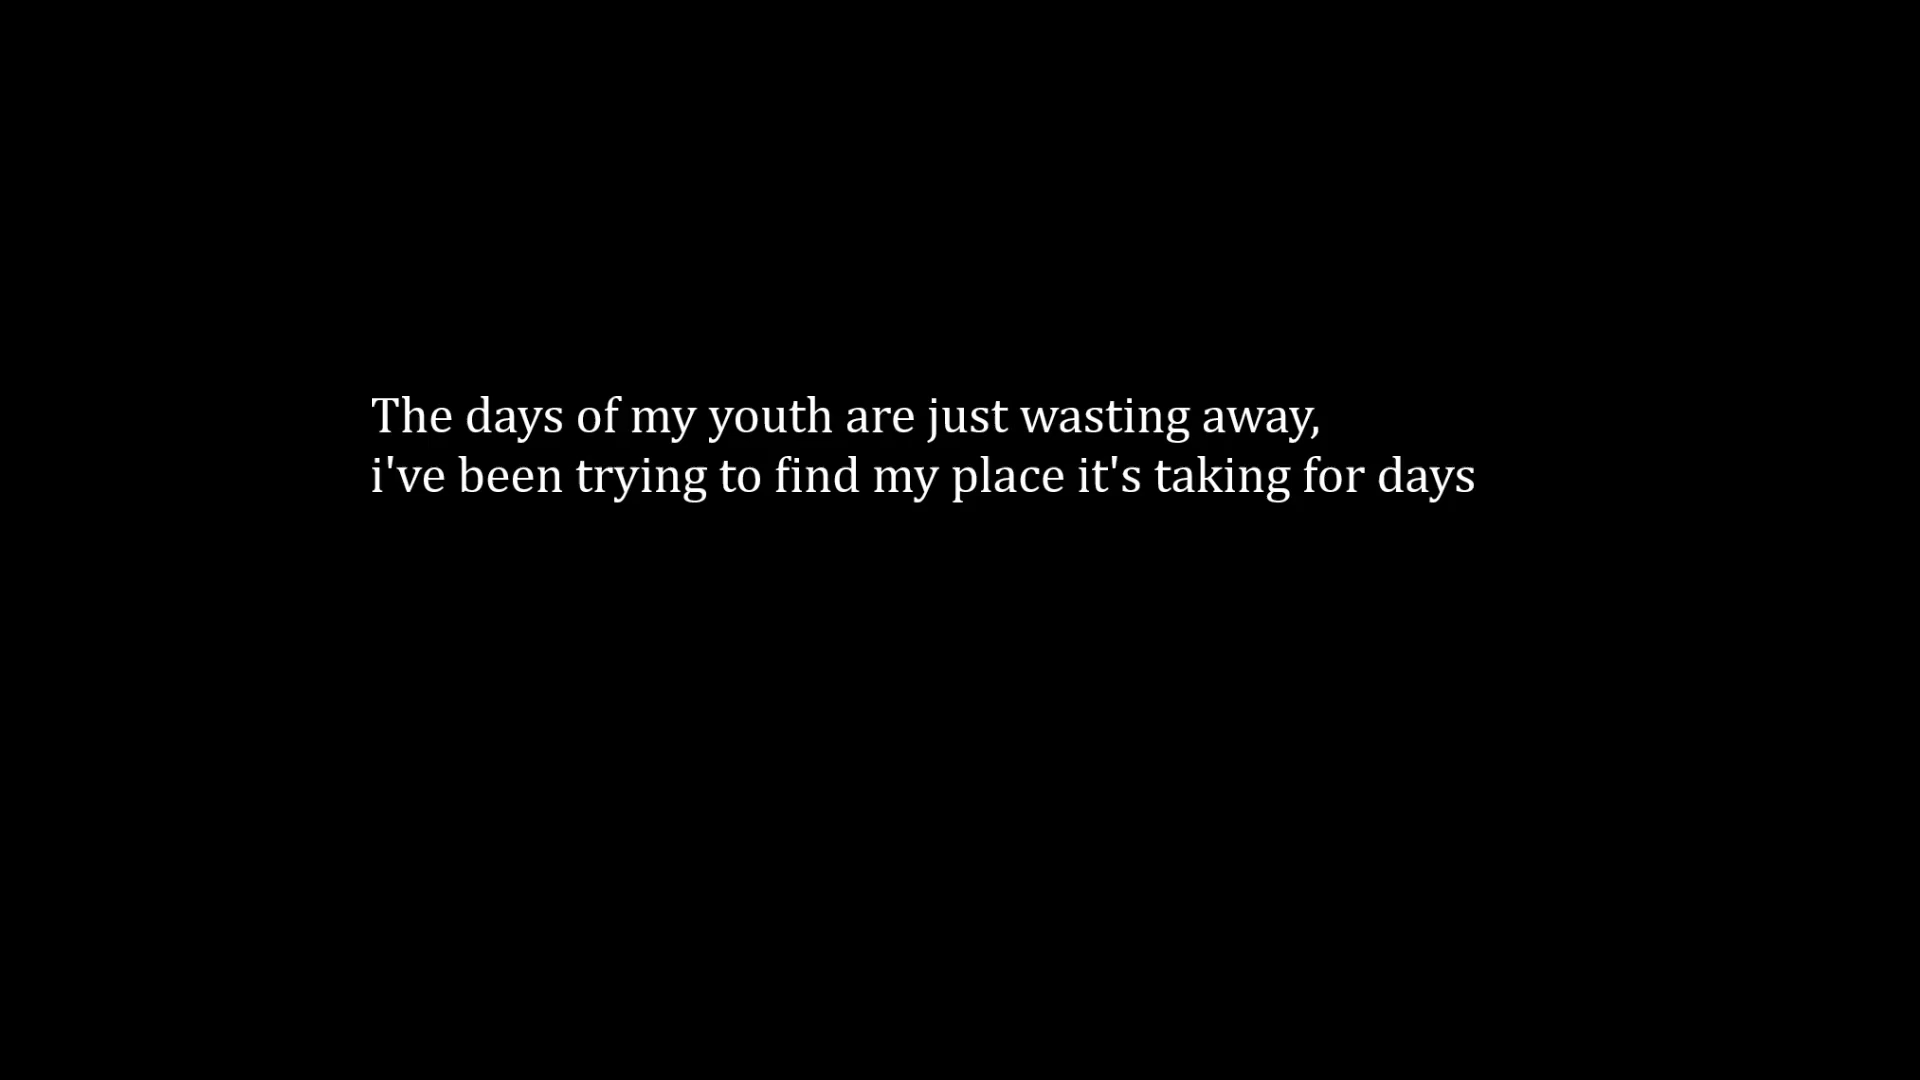 The days of my youth are just wasting away,
i've been trying to find my place it's taking for days